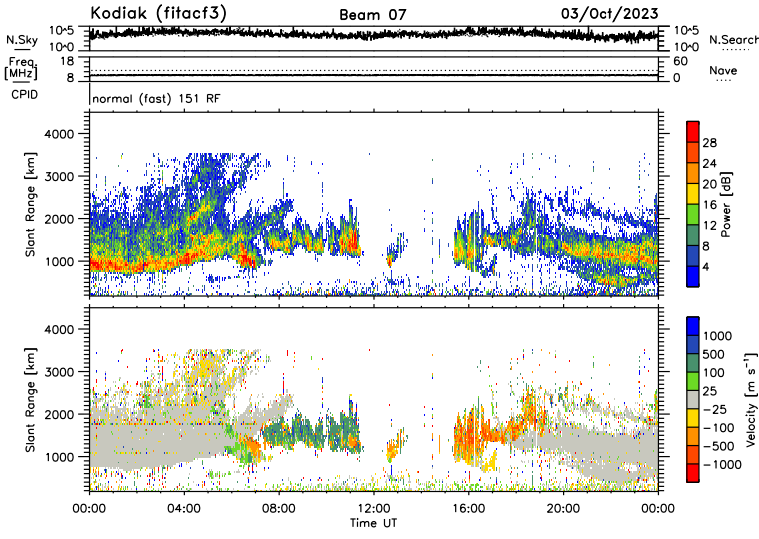 Kodiak (fitacf3) Beam 07 03/Oct/2023
N.Sky 10^5 10^0 10^5 10^0 N.Search
Freq. [MHz] 18 8 60 0 Nave
CPID normal (fast) 151 RF
Slant Range [km] 4000 3000 2000 1000
Power [dB] 28 24 20 16 12 8 4
Slant Range [km] 4000 3000 2000 1000
Velocity [m s⁻¹] 1000 500 100 25 −25 −100 −500 −1000
00:00 04:00 08:00 12:00 16:00 20:00 00:00
Time UT